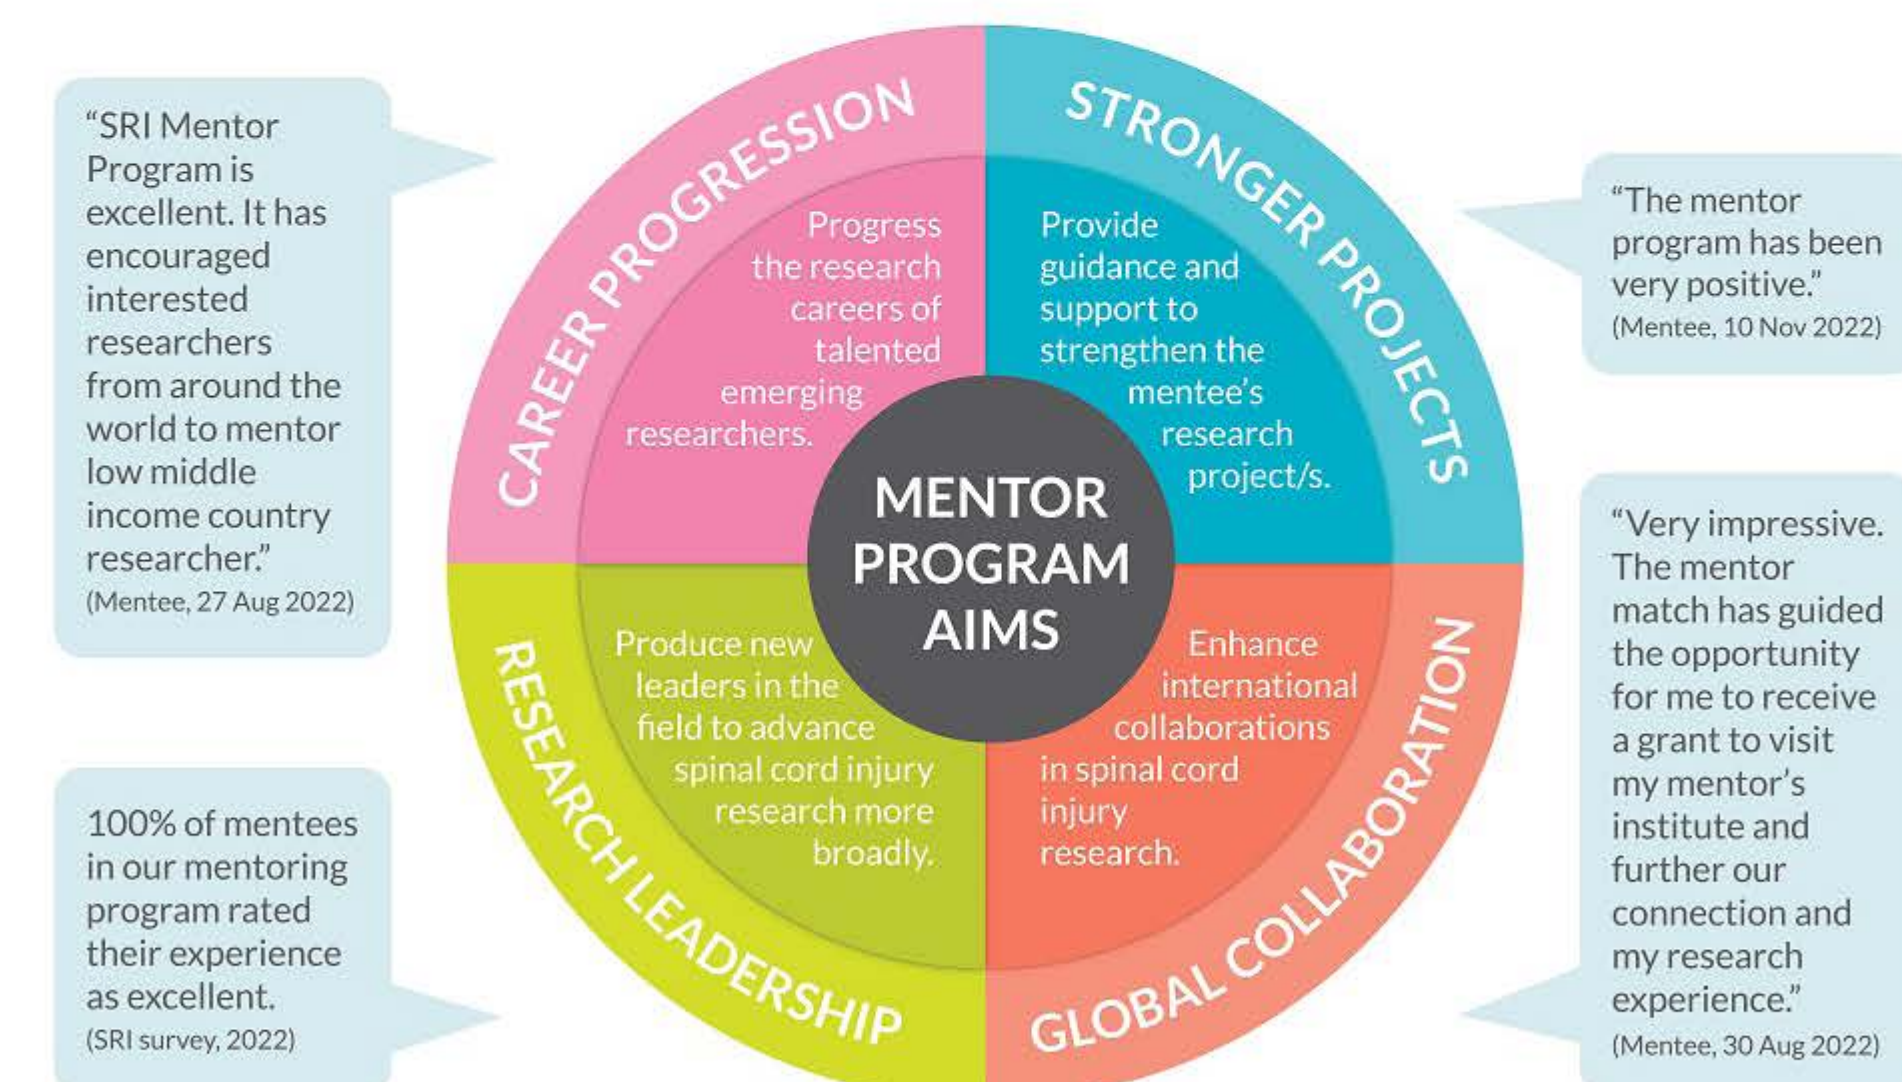 “SRI Mentor
Program is
excellent. It has
encouraged
interested
researchers
from around the
world to mentor
low middle
income country
researcher.”
(Mentee, 27 Aug 2022)
100% of mentees
in our mentoring
program rated
their experience
as excellent.
(SRI survey, 2022)
CAREER PROGRESSION
Progress
the research
careers of
talented
emerging
researchers.
STRONGER PROJECTS
Provide
guidance and
support to
strengthen the
mentee’s
research
project/s.
MENTOR
PROGRAM
AIMS
RESEARCH LEADERSHIP
Produce new
leaders in the
field to advance
spinal cord injury
research more
broadly.
GLOBAL COLLABORATION
Enhance
international
collaborations
in spinal cord
injury
research.
“The mentor
program has been
very positive.”
(Mentee, 10 Nov 2022)
“Very impressive.
The mentor
match has guided
the opportunity
for me to receive
a grant to visit
my mentor’s
institute and
further our
connection and
my research
experience.”
(Mentee, 30 Aug 2022)